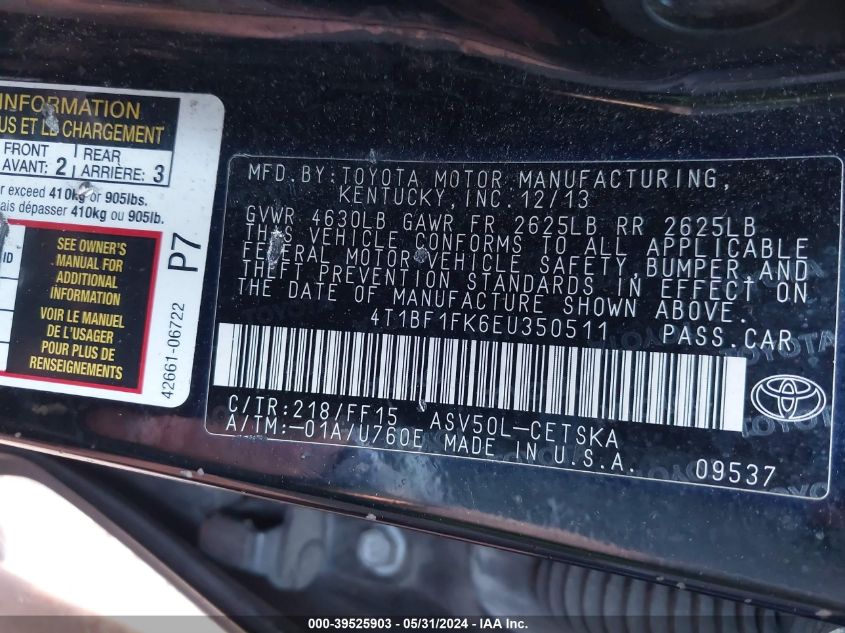 INFORMATION
US ET LE CHARGEMENT
FRONT
AVANT: 2
REAR
ARRIERE: 3
r exceed 410kg or 905lbs.
ais dépasser 410kg ou 905lb.
ID
SEE OWNER'S
MANUAL FOR
ADDITIONAL
INFORMATION
VOIR LE MANUEL
DE L'USAGER
POUR PLUS DE
RENSEIGNEMENTS
P7
42661-06722
MFD. BY: TOYOTA MOTOR MANUFACTURING,
KENTUCKY, INC. 12/13
GVWR 4630LB GAWR FR 2625LB RR 2625LB
THIS VEHICLE CONFORMS TO ALL APPLICABLE
FEDERAL MOTOR VEHICLE SAFETY, BUMPER, AND
THEFT PREVENTION STANDARDS IN EFFECT ON
THE DATE OF MANUFACTURE SHOWN ABOVE.
4T1BF1FK6EU350511 PASS.CAR
C/TR:218/FF15 ASV50L-CETSKA
A/TM:-01A/U760E MADE IN U.S.A. 09537
TOYOTA
000-39525903 - 05/31/2024 - IAA Inc.